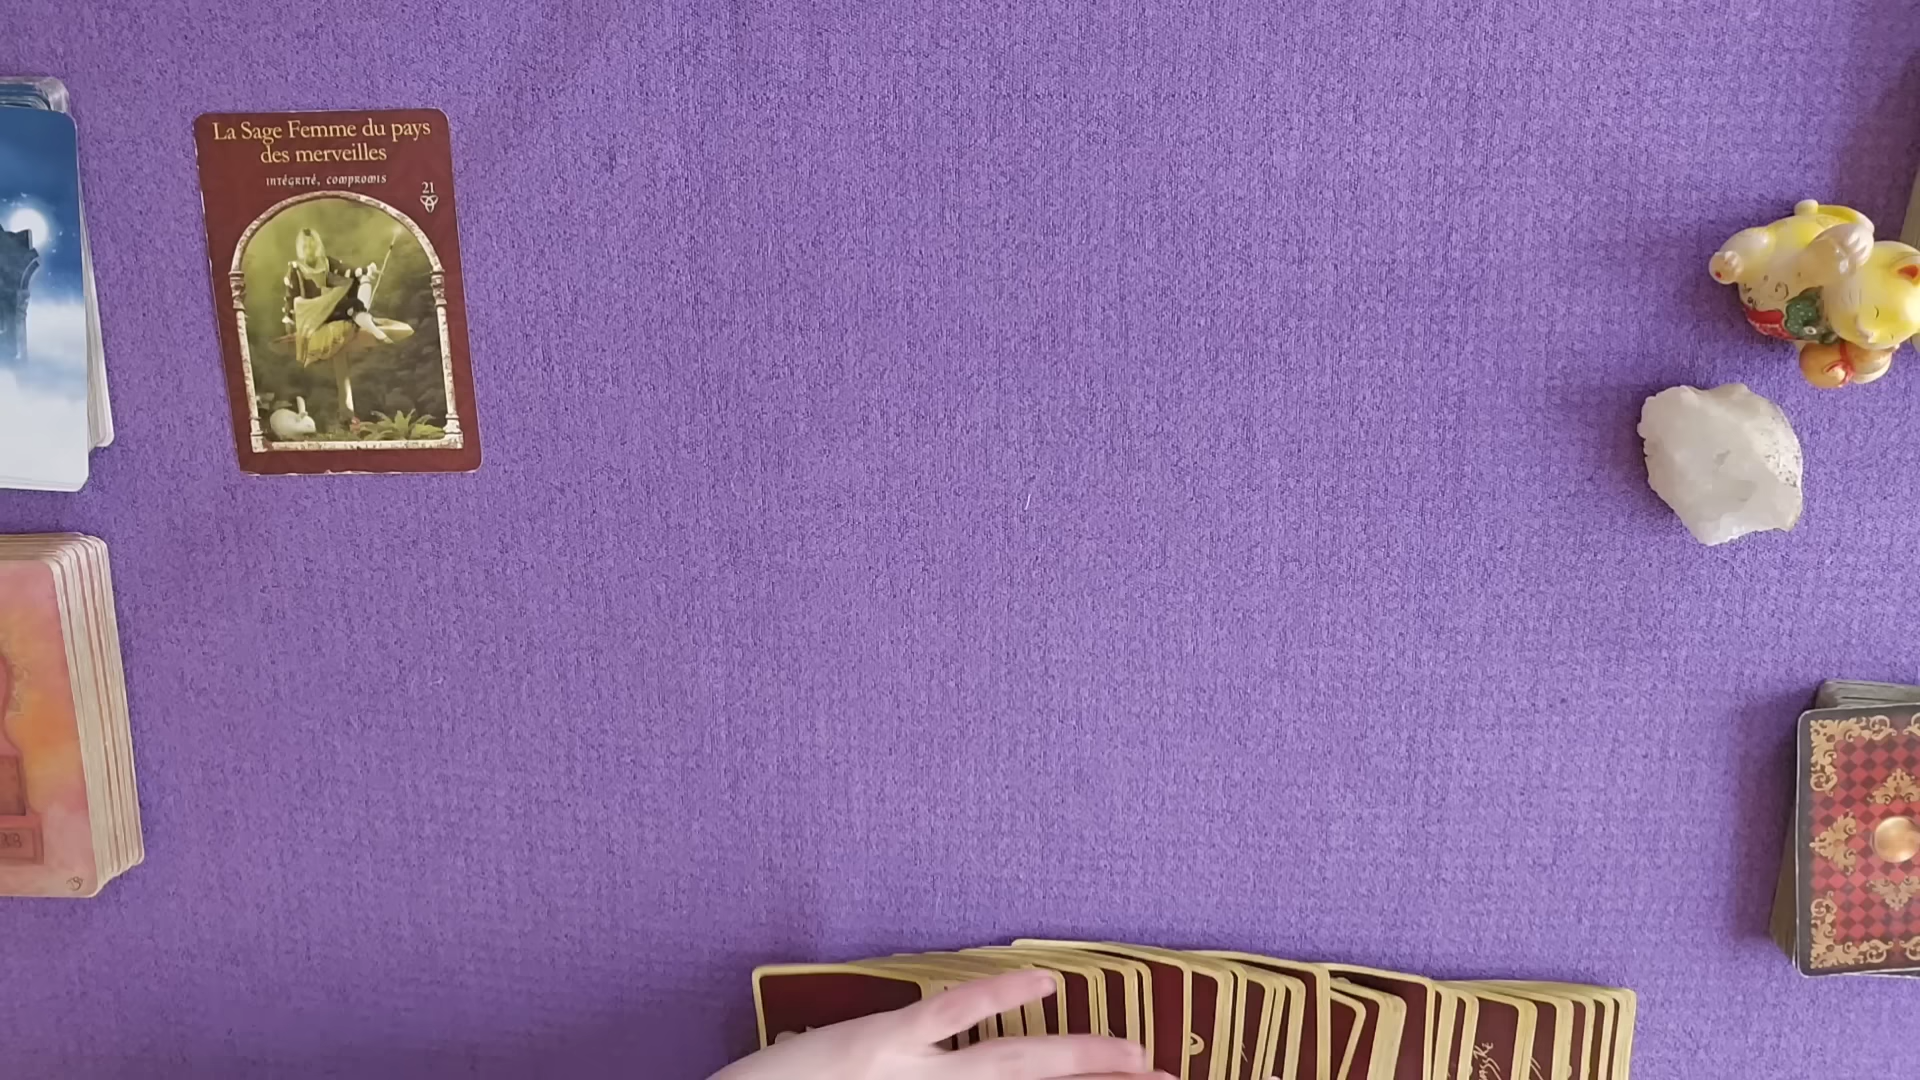 La Sage Femme du pays
des merveilles
intégrité, compromis
21